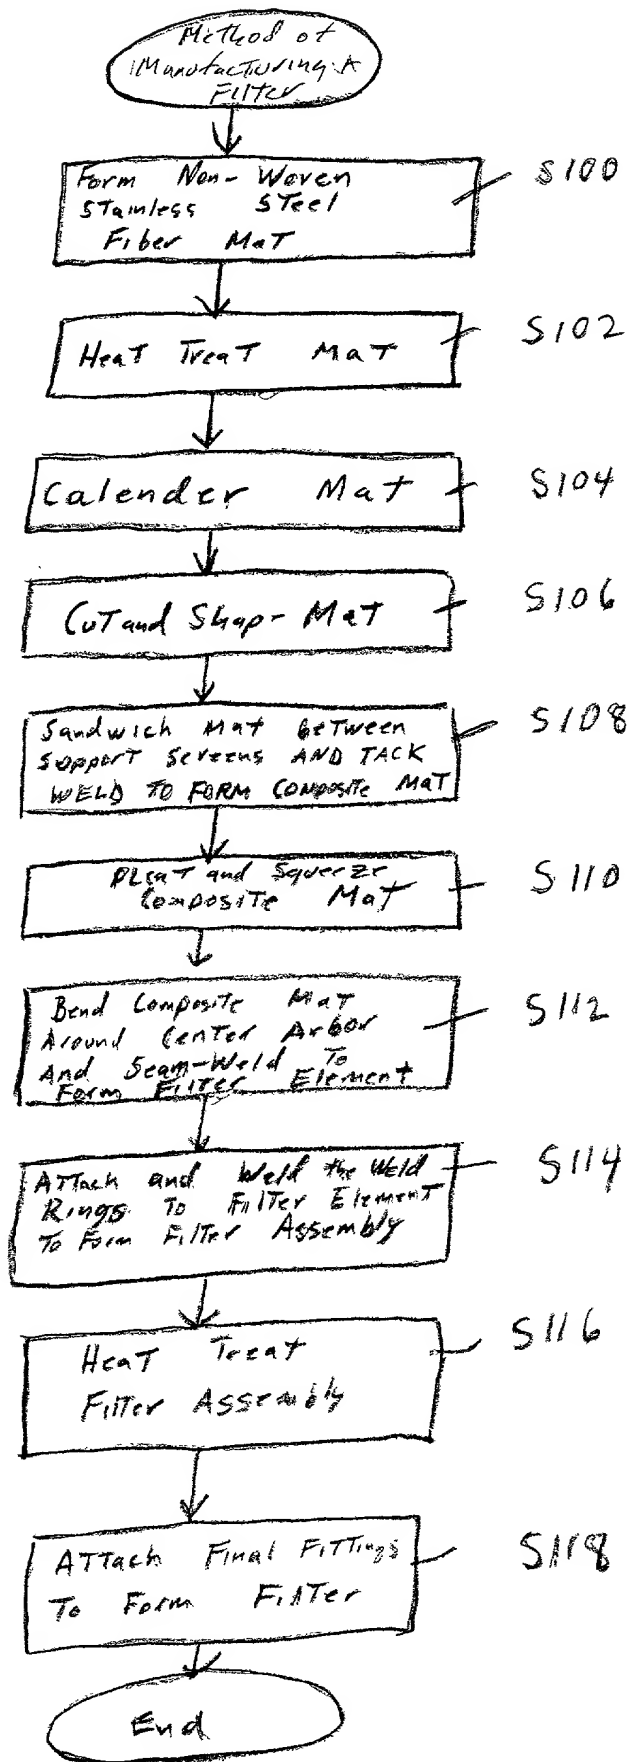 Method of
Manufacturing A
Filter
Form Non-Woven
Stainless Steel
Fiber Mat
S100
Heat Treat Mat
S102
Calender Mat
S104
Cut and Shap- Mat
S106
Sandwich Mat between
Support Screens AND TACK
WELD TO FORM COMPOSITE MAT
S108
Pleat and Squeeze
Composite Mat
S110
Bend Composite Mat
Around Center Arbor
And Seam-Weld To
Form Filter Element
S112
Attach and Weld the Weld
Rings To Filter Element
To Form Filter Assembly
S114
Heat Treat
Filter Assembly
S116
Attach Final Fittings
To Form Filter
S118
End